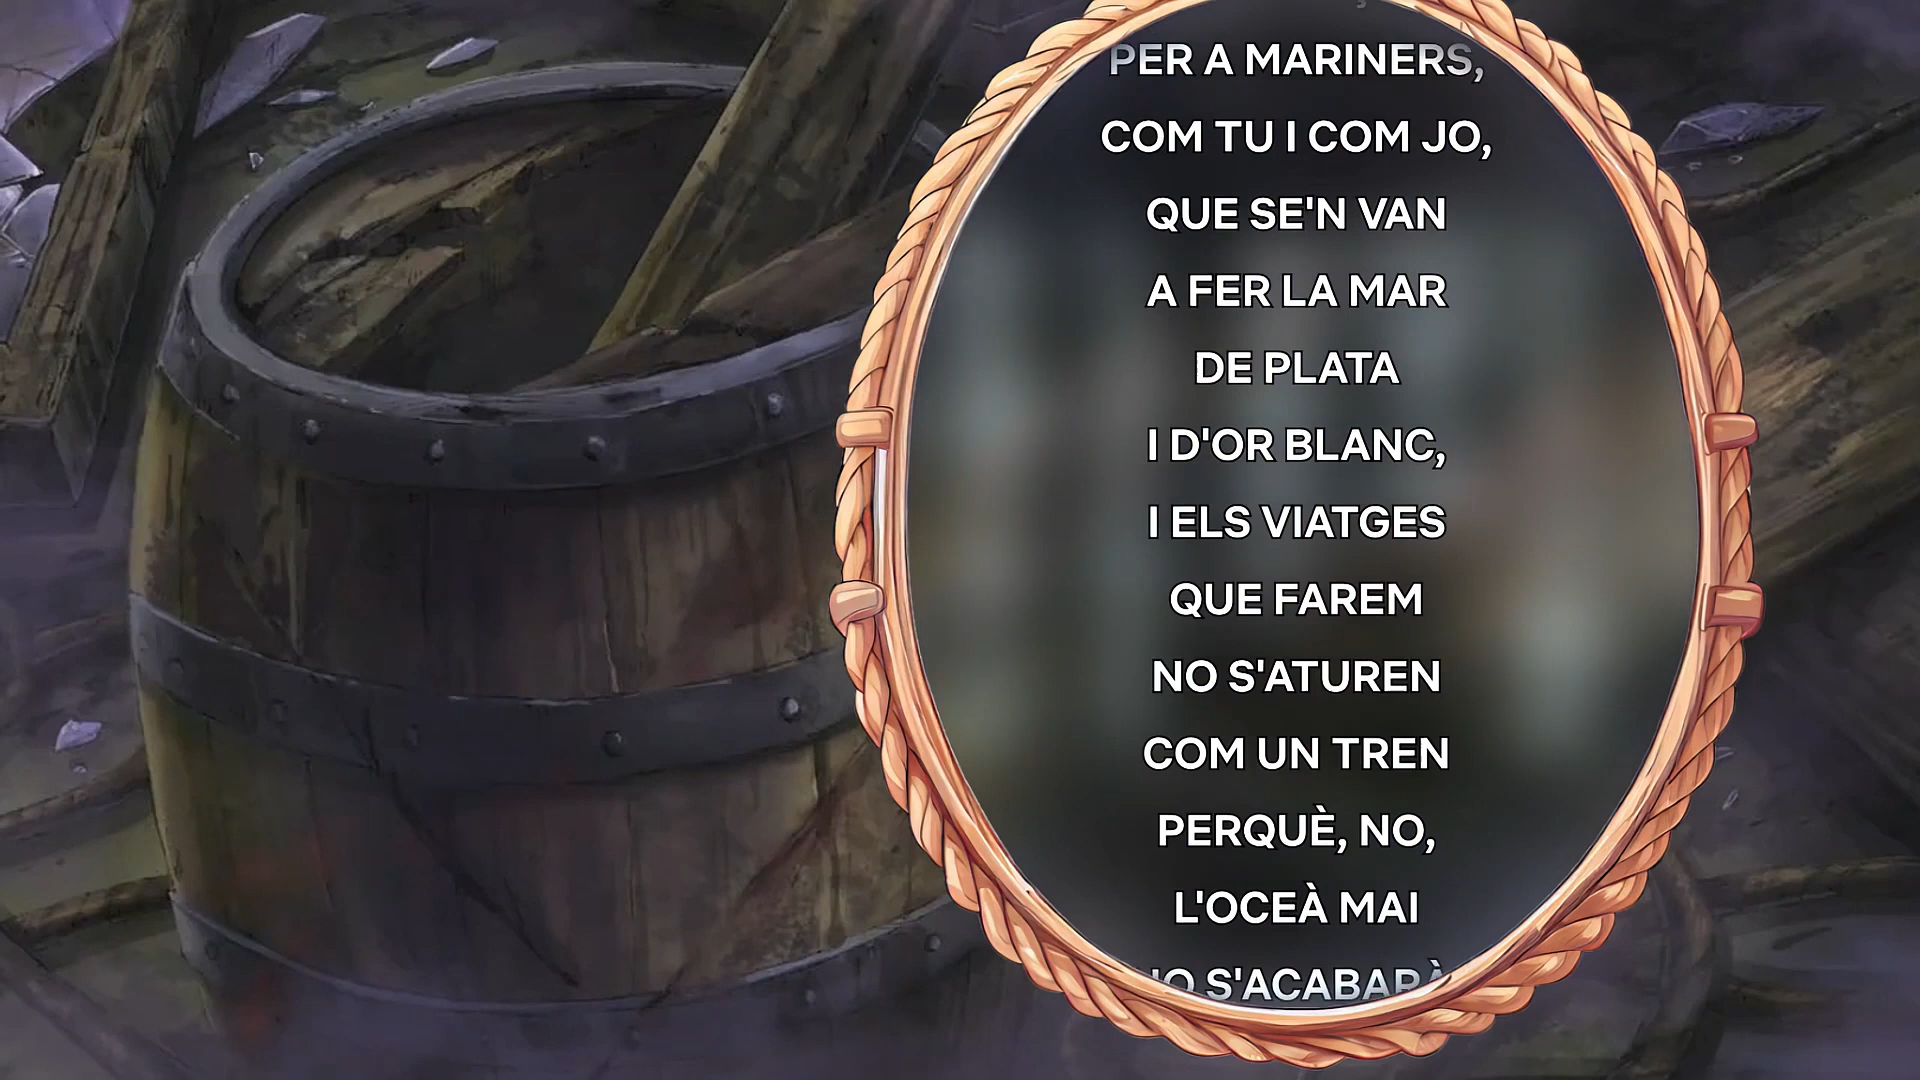 PER A MARINERS,
COM TU I COM JO,
QUE SE'N VAN
A FER LA MAR
DE PLATA
I D'OR BLANC,
I ELS VIATGES
QUE FAREM
NO S'ATUREN
COM UN TREN
PERQUÈ, NO,
L'OCEÀ MAI
S'ACABARÀ